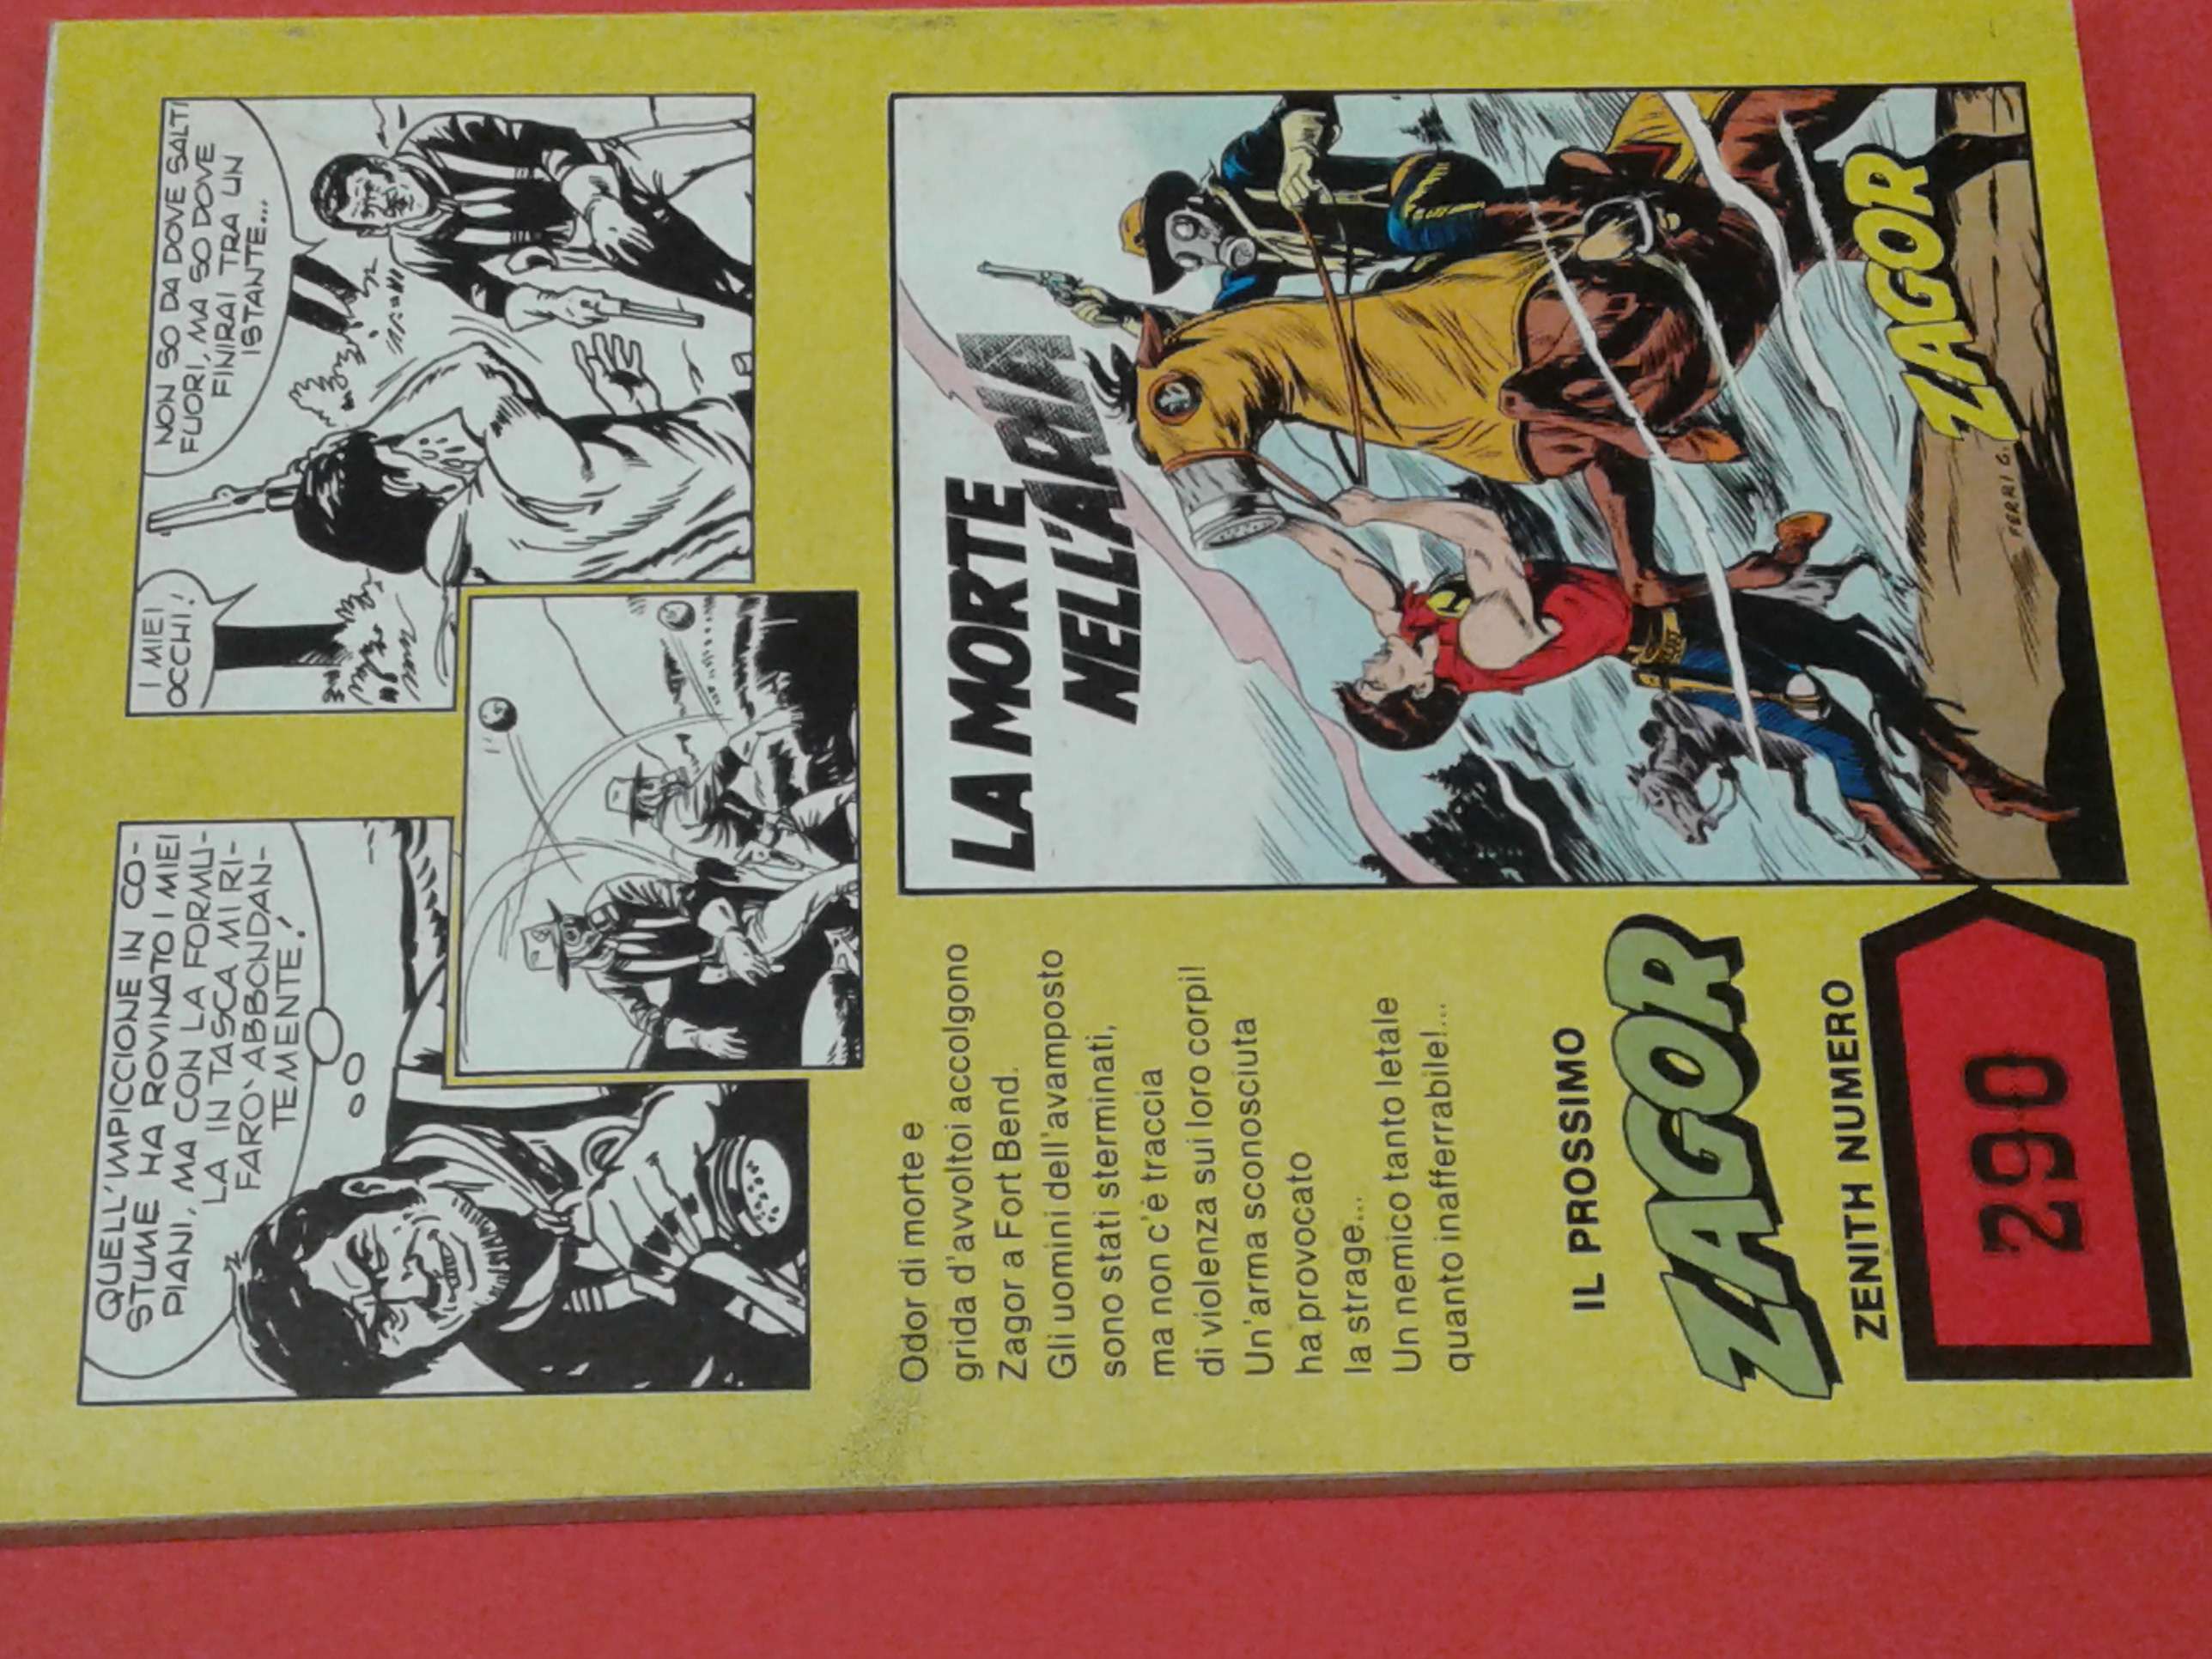 QUELL'IMPICCIONE IN CO-
STUME HA ROVINATO I MIEI
PIANI, MA CON LA FORMU-
LA IN TASCA MI RI-
FARO' ABBONDAN-
TEMENTE!
I MIEI
OCCHI!
NON SO DA DOVE SALTI
FUORI, MA SO DOVE
FINIRAI TRA UN
ISTANTE...
Odor di morte e
grida d'avvoltoi accolgono
Zagor a Fort Bend.
Gli uomini dell'avamposto
sono stati sterminati,
ma non c'è traccia
di violenza sui loro corpi!
Un'arma sconosciuta
ha provocato
la strage...
Un nemico tanto letale
quanto inafferrabile!...
LA MORTE
NELL'ARIA
FERRI G.
ZAGOR
IL PROSSIMO
ZAGOR
ZENITH NUMERO
290